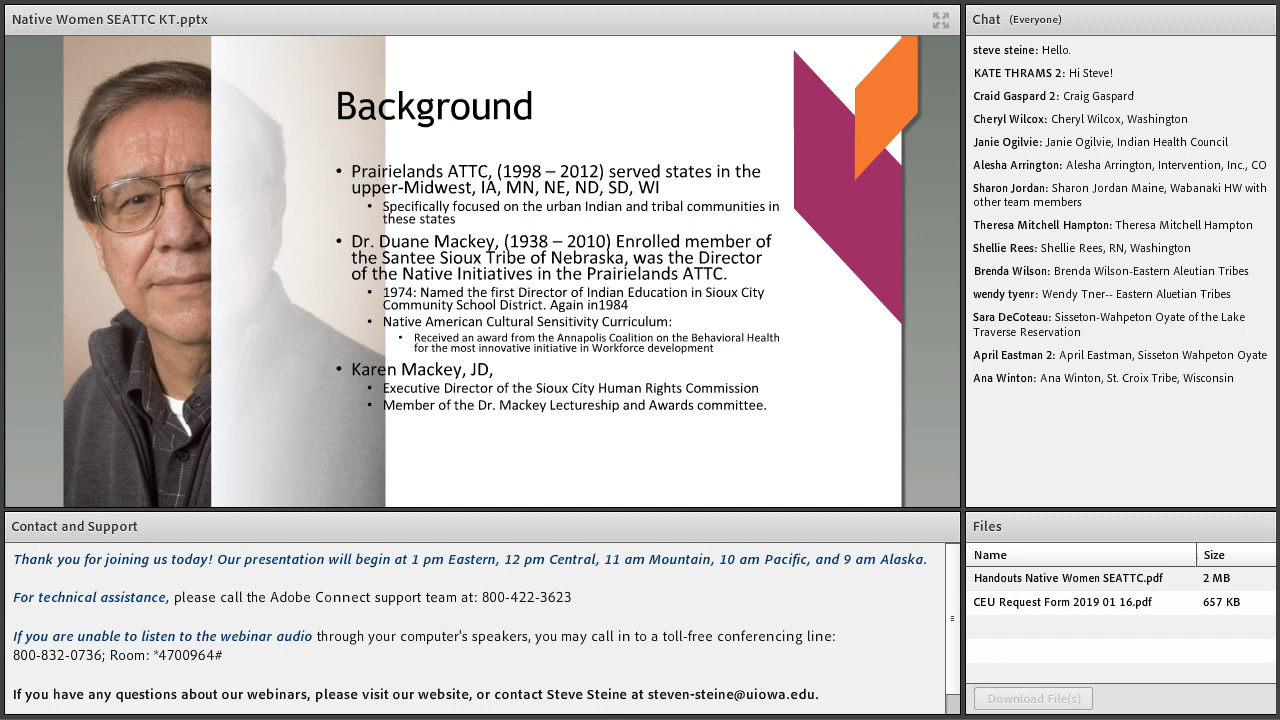 Native Women SEATTC KT.pptx
Background
• Prairielands ATTC, (1998 – 2012) served states in the
upper-Midwest, IA, MN, NE, ND, SD, WI
• Specifically focused on the urban Indian and tribal communities in
these states
• Dr. Duane Mackey, (1938 – 2010) Enrolled member of
the Santee Sioux Tribe of Nebraska, was the Director
of the Native Initiatives in the Prairielands ATTC.
• 1974: Named the first Director of Indian Education in Sioux City
Community School District. Again in1984
• Native American Cultural Sensitivity Curriculum:
• Received an award from the Annapolis Coalition on the Behavioral Health
for the most innovative initiative in Workforce development
• Karen Mackey, JD,
• Executive Director of the Sioux City Human Rights Commission
• Member of the Dr. Mackey Lectureship and Awards committee.
Chat (Everyone)
steve steine: Hello.
KATE THRAMS 2: Hi Steve!
Craid Gaspard 2: Craig Gaspard
Cheryl Wilcox: Cheryl Wilcox, Washington
Janie Ogilvie: Janie Ogilvie, Indian Health Council
Alesha Arrington: Alesha Arrington, Intervention, Inc., CO
Sharon Jordan: Sharon Jordan Maine, Wabanaki HW with
other team members
Theresa Mitchell Hampton: Theresa Mitchell Hampton
Shellie Rees: Shellie Rees, RN, Washington
Brenda Wilson: Brenda Wilson-Eastern Aleutian Tribes
wendy tyenr: Wendy Tner-- Eastern Aluetian Tribes
Sara DeCoteau: Sisseton-Wahpeton Oyate of the Lake
Traverse Reservation
April Eastman 2: April Eastman, Sisseton Wahpeton Oyate
Ana Winton: Ana Winton, St. Croix Tribe, Wisconsin
Contact and Support
Thank you for joining us today! Our presentation will begin at 1 pm Eastern, 12 pm Central, 11 am Mountain, 10 am Pacific, and 9 am Alaska.
For technical assistance, please call the Adobe Connect support team at: 800-422-3623
If you are unable to listen to the webinar audio through your computer's speakers, you may call in to a toll-free conferencing line:
800-832-0736; Room: *4700964#
If you have any questions about our webinars, please visit our website, or contact Steve Steine at steven-steine@uiowa.edu.
Files
Name Size
Handouts Native Women SEATTC.pdf 2 MB
CEU Request Form 2019 01 16.pdf 657 KB
Download File(s)